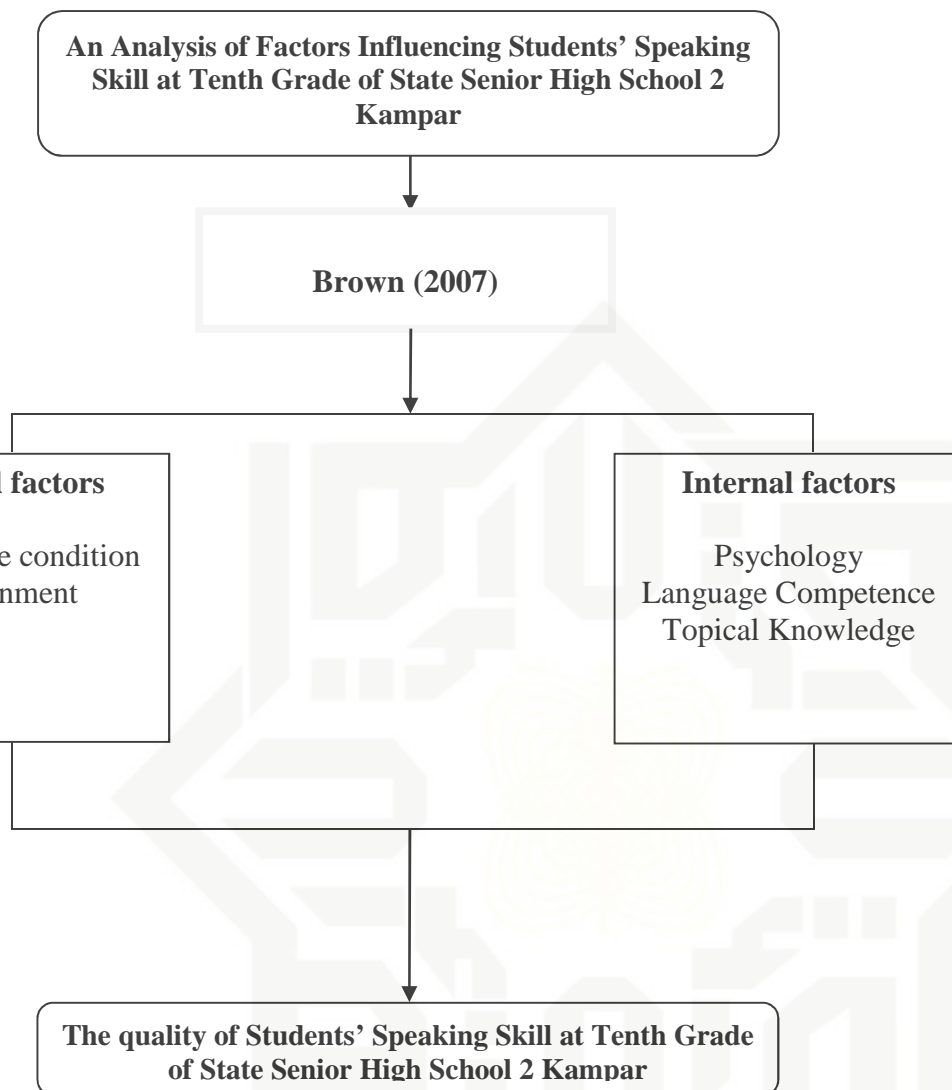 An Analysis of Factors Influencing Students’ Speaking
Skill at Tenth Grade of State Senior High School 2
Kampar
Brown (2007)
factors
condition
Internal factors
Psychology
Language Competence
Topical Knowledge
The quality of Students’ Speaking Skill at Tenth Grade
of State Senior High School 2 Kampar